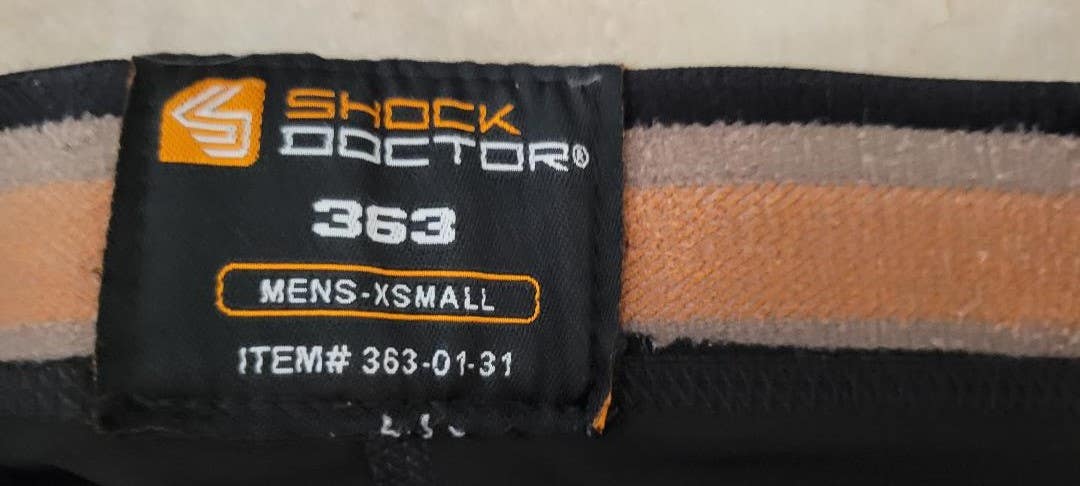 SHOCK
DOCTOR®
363
MENS-XSMALL
ITEM# 363-01-31